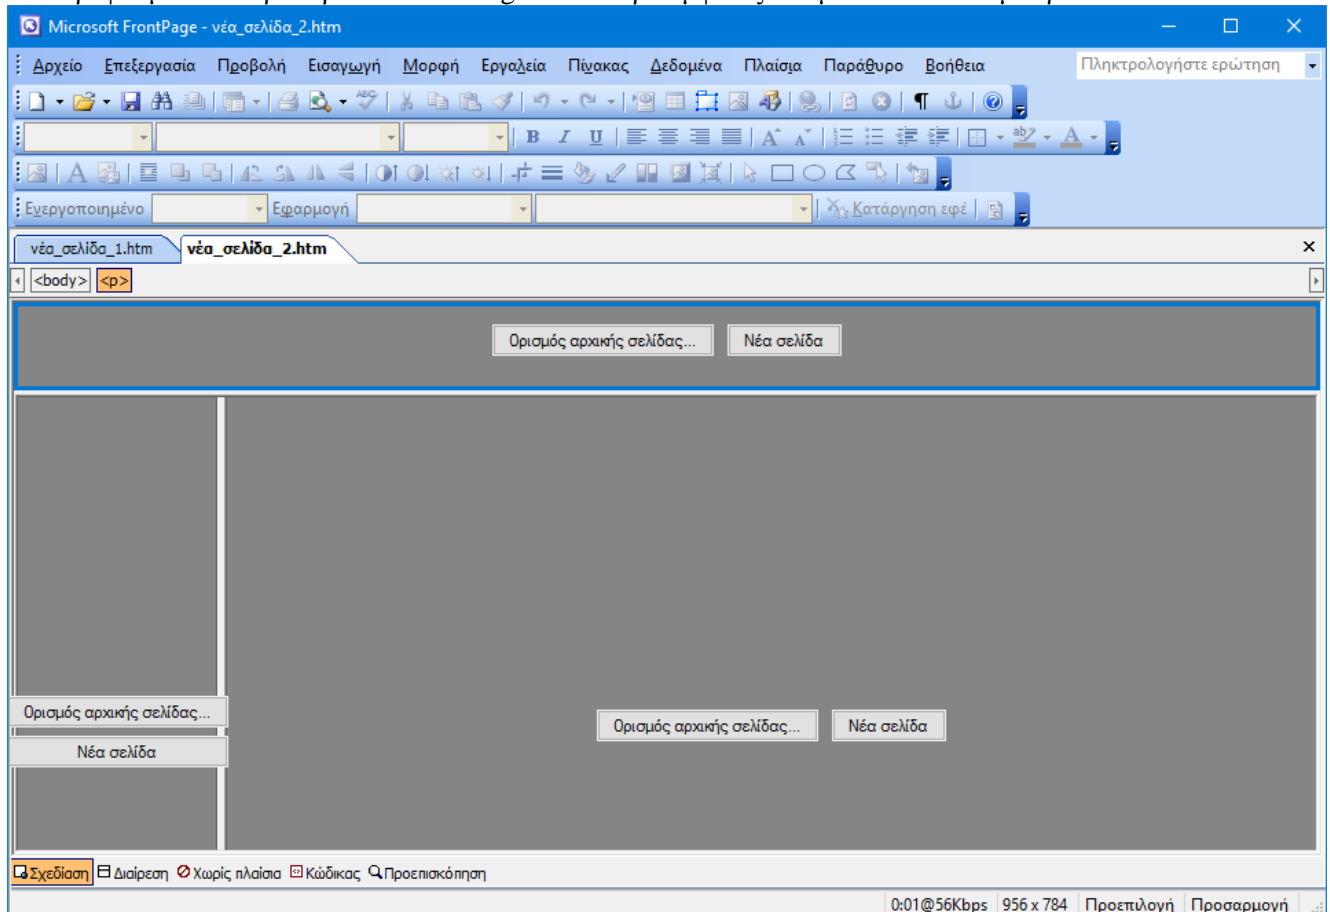 Microsoft FrontPage - νέα_σελίδα_2.htm
Αρχείο Επεξεργασία Προβολή Εισαγωγή Μορφή Εργαλεία Πίνακας Δεδομένα Πλαίσια Παράθυρο Βοήθεια Πληκτρολογήστε ερώτηση
Ενεργοποιημένο Εφαρμογή Κατάργηση εφέ
νέα_σελίδα_1.htm νέα_σελίδα_2.htm
<body> <p>
Ορισμός αρχικής σελίδας... Νέα σελίδα
Ορισμός αρχικής σελίδας...
Νέα σελίδα
Ορισμός αρχικής σελίδας... Νέα σελίδα
Σχεδίαση Διαίρεση Χωρίς πλαίσια Κώδικας Προεπισκόπηση
0:01@56Kbps 956 x 784 Προεπιλογή Προσαρμογή